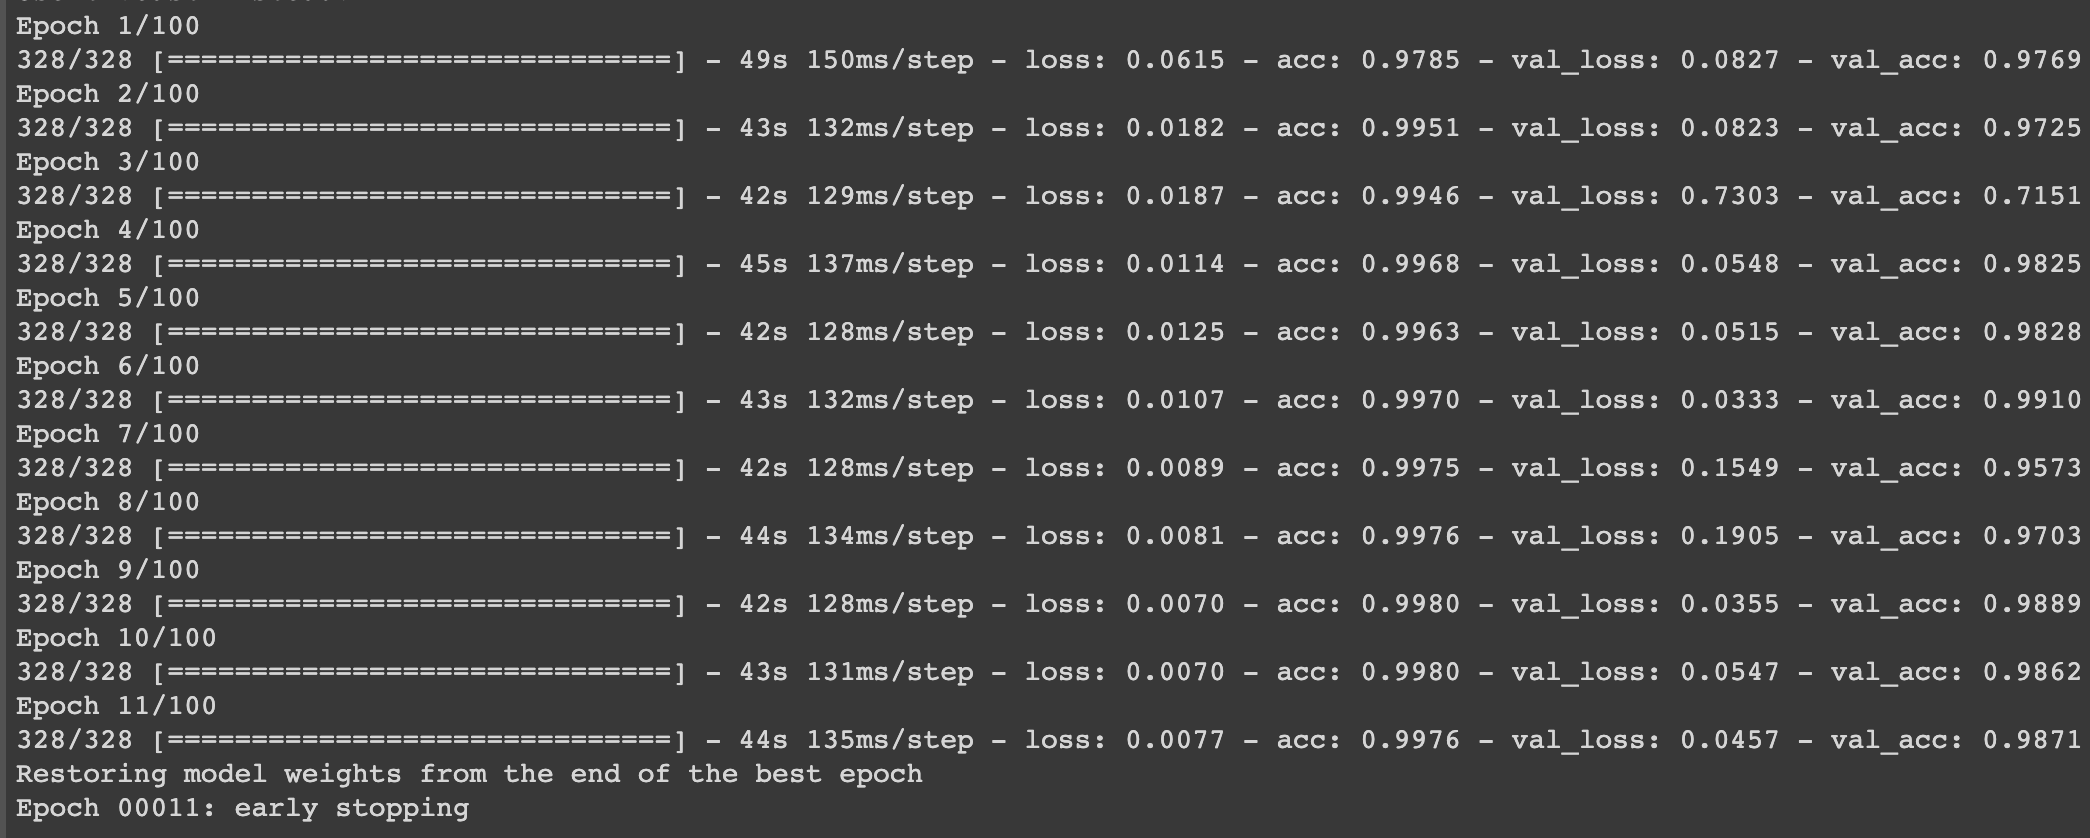 Epoch 1/100
328/328 [==============================] - 49s 150ms/step - loss: 0.0615 - acc: 0.9785 - val_loss: 0.0827 - val_acc: 0.9769
Epoch 2/100
328/328 [==============================] - 43s 132ms/step - loss: 0.0182 - acc: 0.9951 - val_loss: 0.0823 - val_acc: 0.9725
Epoch 3/100
328/328 [==============================] - 42s 129ms/step - loss: 0.0187 - acc: 0.9946 - val_loss: 0.7303 - val_acc: 0.7151
Epoch 4/100
328/328 [==============================] - 45s 137ms/step - loss: 0.0114 - acc: 0.9968 - val_loss: 0.0548 - val_acc: 0.9825
Epoch 5/100
328/328 [==============================] - 42s 128ms/step - loss: 0.0125 - acc: 0.9963 - val_loss: 0.0515 - val_acc: 0.9828
Epoch 6/100
328/328 [==============================] - 43s 132ms/step - loss: 0.0107 - acc: 0.9970 - val_loss: 0.0333 - val_acc: 0.9910
Epoch 7/100
328/328 [==============================] - 42s 128ms/step - loss: 0.0089 - acc: 0.9975 - val_loss: 0.1549 - val_acc: 0.9573
Epoch 8/100
328/328 [==============================] - 44s 134ms/step - loss: 0.0081 - acc: 0.9976 - val_loss: 0.1905 - val_acc: 0.9703
Epoch 9/100
328/328 [==============================] - 42s 128ms/step - loss: 0.0070 - acc: 0.9980 - val_loss: 0.0355 - val_acc: 0.9889
Epoch 10/100
328/328 [==============================] - 43s 131ms/step - loss: 0.0070 - acc: 0.9980 - val_loss: 0.0547 - val_acc: 0.9862
Epoch 11/100
328/328 [==============================] - 44s 135ms/step - loss: 0.0077 - acc: 0.9976 - val_loss: 0.0457 - val_acc: 0.9871
Restoring model weights from the end of the best epoch
Epoch 00011: early stopping